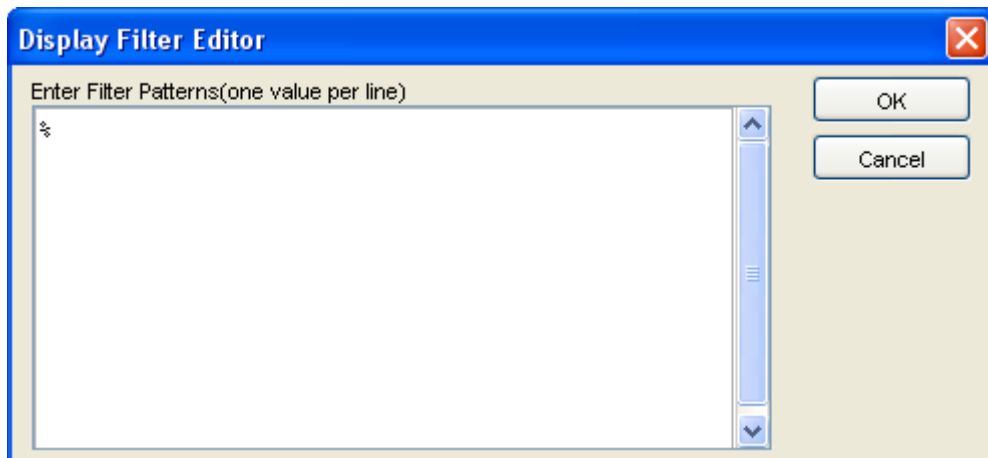 Display Filter Editor
Enter Filter Patterns(one value per line)
OK
%
Cancel